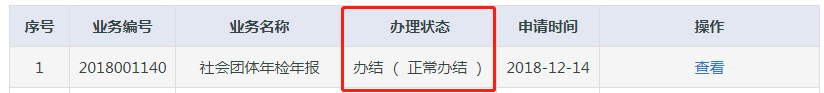 序号 业务编号 业务名称 办理状态 申请时间 操作
1 2018001140 社会团体年检年报 办结 ( 正常办结 ) 2018-12-14 查看